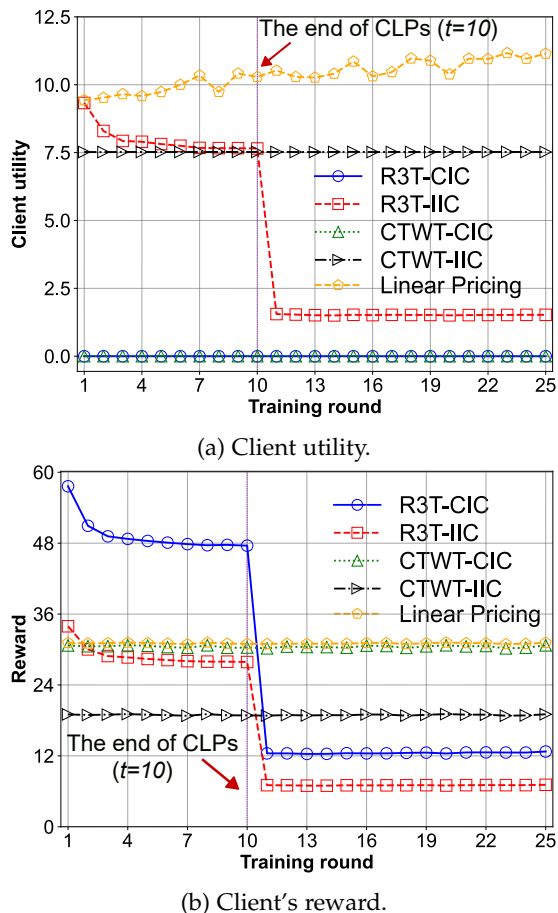 12.5
10.0
7.5
5.0
2.5
0.0
Client utility
The end of CLPs (t=10)
R3T-CIC
R3T-IIC
CTWT-CIC
CTWT-IIC
Linear Pricing
1 4 7 10 13 16 19 22 25
Training round
(a) Client utility.
60
48
36
24
12
0
Reward
R3T-CIC
R3T-IIC
CTWT-CIC
CTWT-IIC
Linear Pricing
The end of CLPs
(t=10)
1 4 7 10 13 16 19 22 25
Training round
(b) Client's reward.